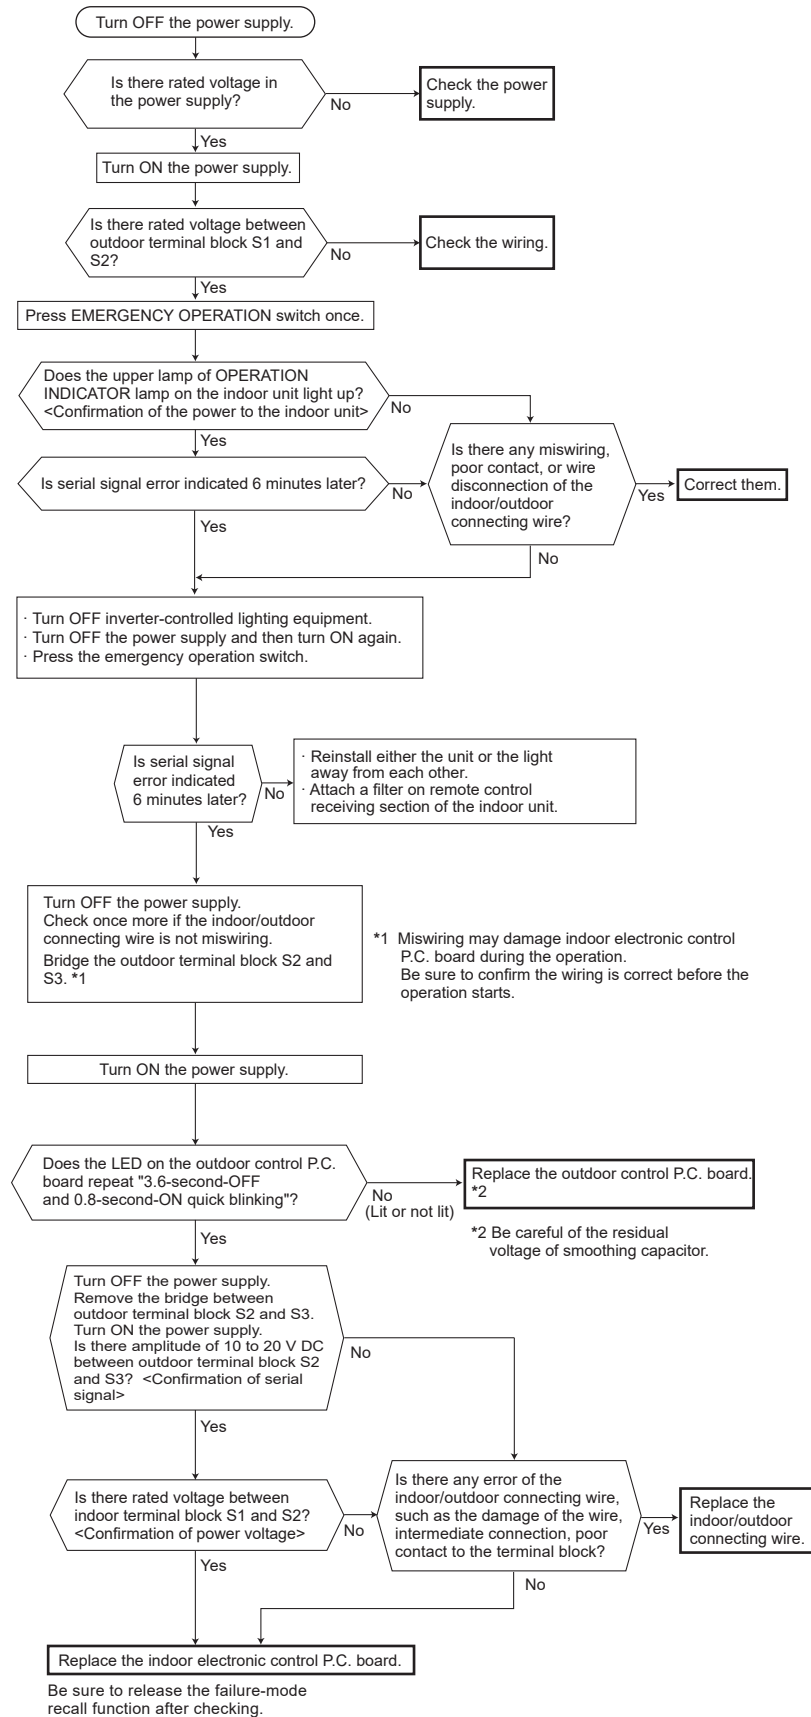 Turn OFF the power supply.
Is there rated voltage in
the power supply?
No
Check the power
supply.
Yes
Turn ON the power supply.
Is there rated voltage between
outdoor terminal block S1 and
S2?
No
Check the wiring.
Yes
Press EMERGENCY OPERATION switch once.
Does the upper lamp of OPERATION
INDICATOR lamp on the indoor unit light up?
<Confirmation of the power to the indoor unit>
No
Yes
Is serial signal error indicated 6 minutes later?
No
Is there any miswiring,
poor contact, or wire
disconnection of the
indoor/outdoor
connecting wire?
Yes
Correct them.
Yes
No
· Turn OFF inverter-controlled lighting equipment.
· Turn OFF the power supply and then turn ON again.
· Press the emergency operation switch.
Is serial signal
error indicated
6 minutes later?
No
· Reinstall either the unit or the light
away from each other.
· Attach a filter on remote control
receiving section of the indoor unit.
Yes
Turn OFF the power supply.
Check once more if the indoor/outdoor
connecting wire is not miswiring.
Bridge the outdoor terminal block S2 and
S3. *1
*1 Miswiring may damage indoor electronic control
P.C. board during the operation.
Be sure to confirm the wiring is correct before the
operation starts.
Turn ON the power supply.
Does the LED on the outdoor control P.C.
board repeat "3.6-second-OFF
and 0.8-second-ON quick blinking"?
No
(Lit or not lit)
Replace the outdoor control P.C. board.
*2
*2 Be careful of the residual
voltage of smoothing capacitor.
Yes
Turn OFF the power supply.
Remove the bridge between
outdoor terminal block S2 and S3.
Turn ON the power supply.
Is there amplitude of 10 to 20 V DC
between outdoor terminal block S2
and S3? <Confirmation of serial
signal>
No
Yes
Is there rated voltage between
indoor terminal block S1 and S2?
<Confirmation of power voltage>
No
Is there any error of the
indoor/outdoor connecting wire,
such as the damage of the wire,
intermediate connection, poor
contact to the terminal block?
Yes
Replace the
indoor/outdoor
connecting wire.
Yes
No
Replace the indoor electronic control P.C. board.
Be sure to release the failure-mode
recall function after checking.